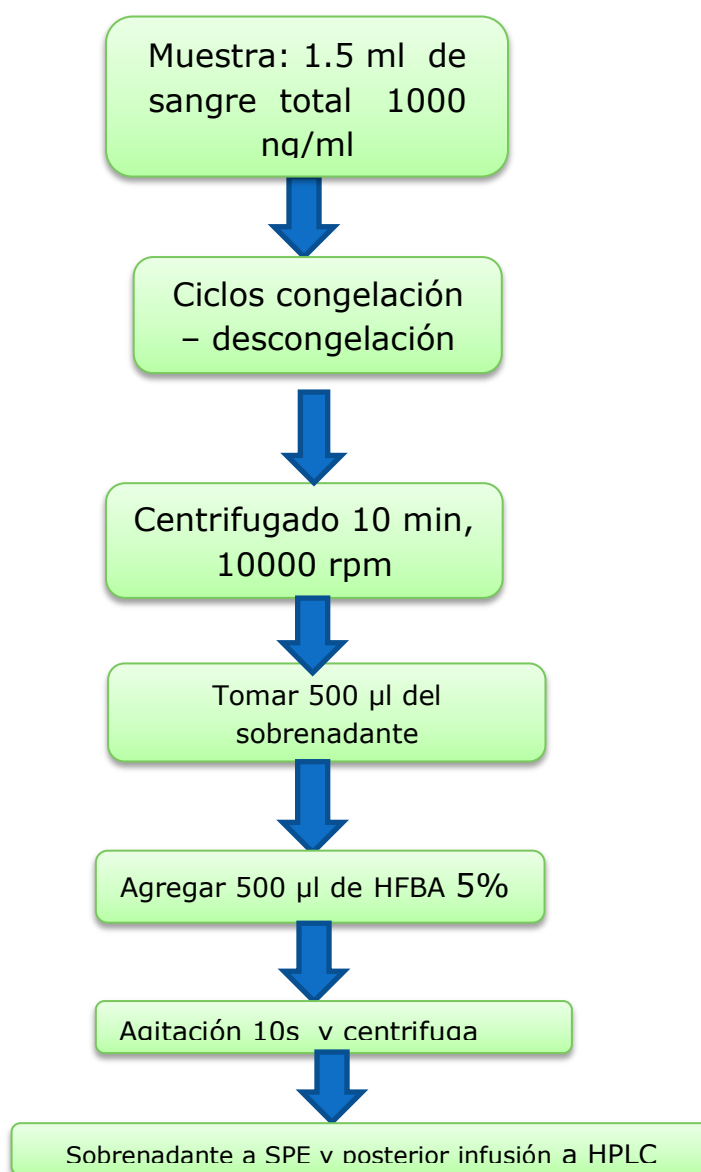 Muestra: 1.5 ml de
sangre total 1000
ng/ml
Ciclos congelación
– descongelación
Centrifugado 10 min,
10000 rpm
Tomar 500 µl del
sobrenadante
Agregar 500 µl de HFBA 5%
Agitación 10s y centrifuga
Sobrenadante a SPE y posterior infusión a HPLC